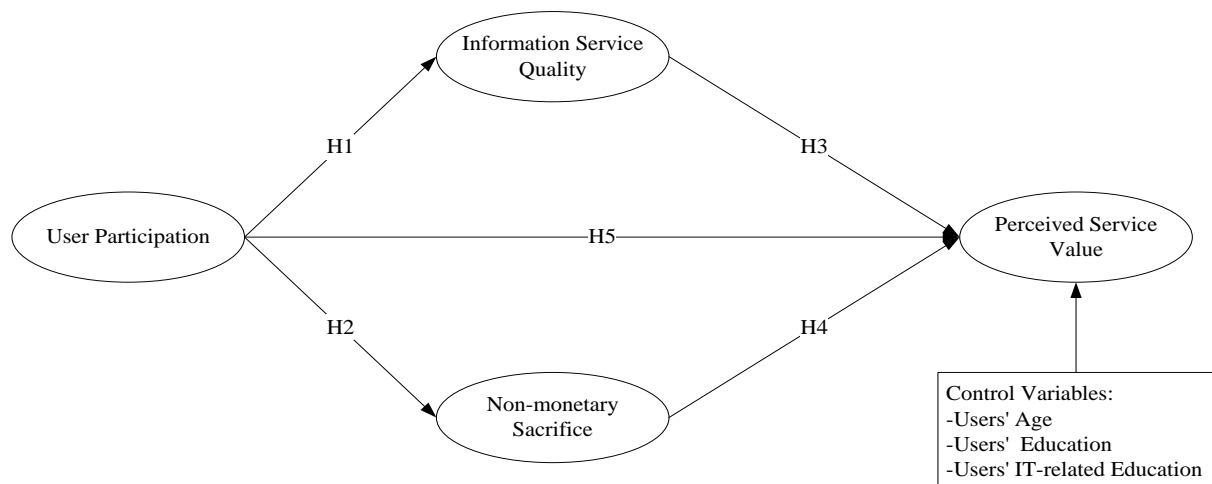 Information Service
Quality
H1
H3
User Participation
H5
Perceived Service
Value
H2
H4
Non-monetary
Sacrifice
Control Variables:
-Users' Age
-Users'  Education
-Users' IT-related Education